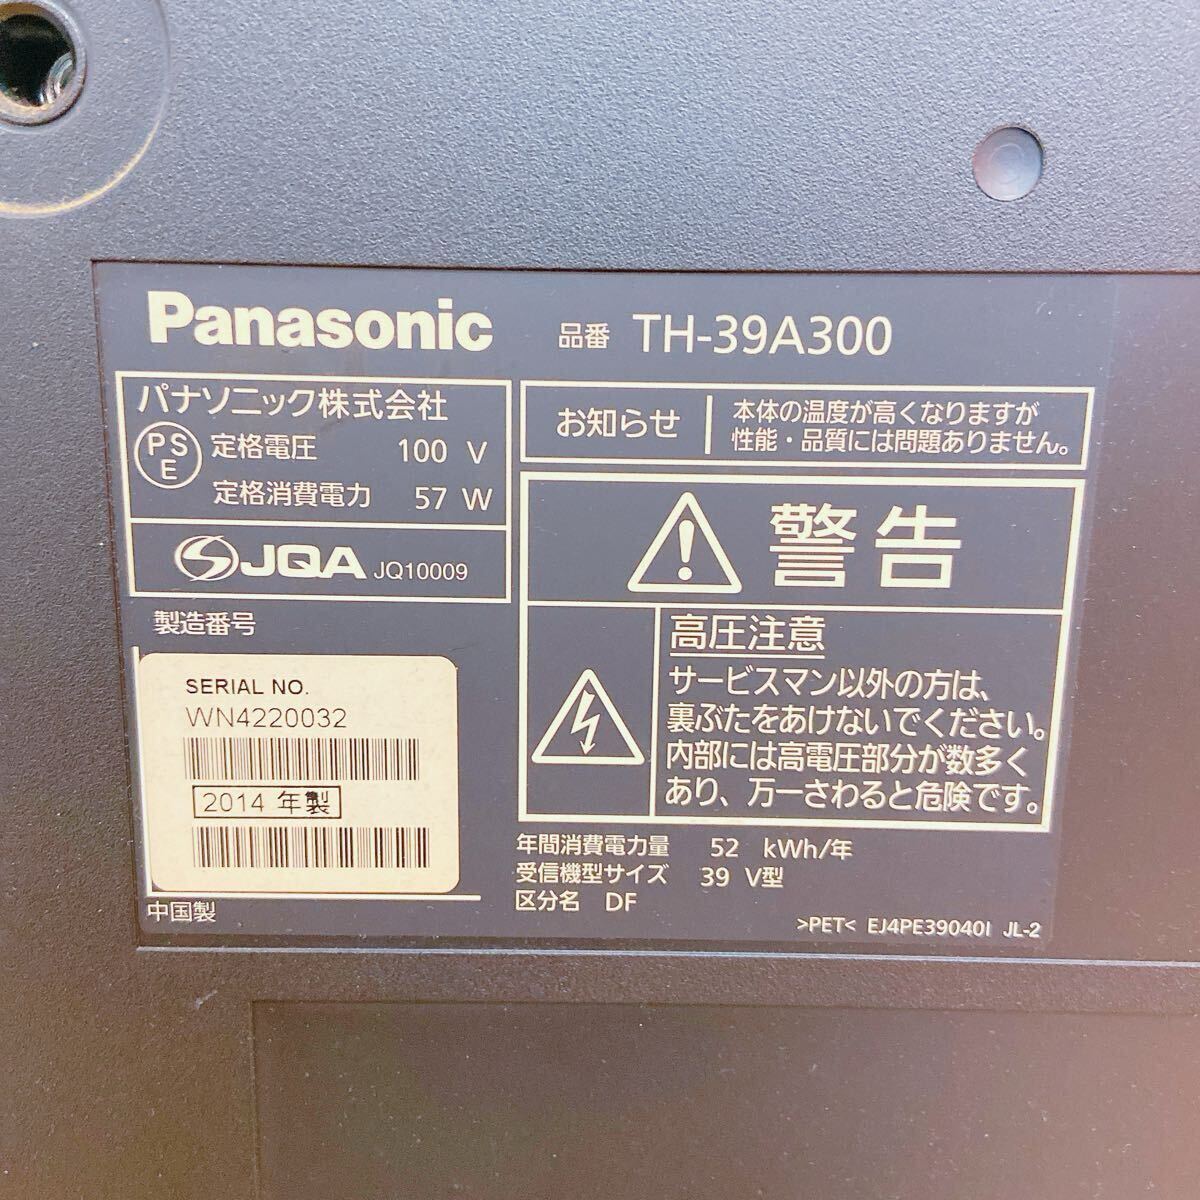 Panasonic 品番 TH-39A300
パナソニック株式会社
PS
E
定格電圧 100 V
定格消費電力 57 W
JQA JQ10009
製造番号
SERIAL NO.
WN4220032
2014 年製
中国製
お知らせ
本体の温度が高くなりますが
性能・品質には問題ありません。
警告
高圧注意
サービスマン以外の方は、
裏ぶたをあけないでください。
内部には高電圧部分が数多く
あり、万一さわると危険です。
年間消費電力量 52 kWh/年
受信機型サイズ 39 V型
区分名 DF
>PET< EJ4PE39040I JL-2